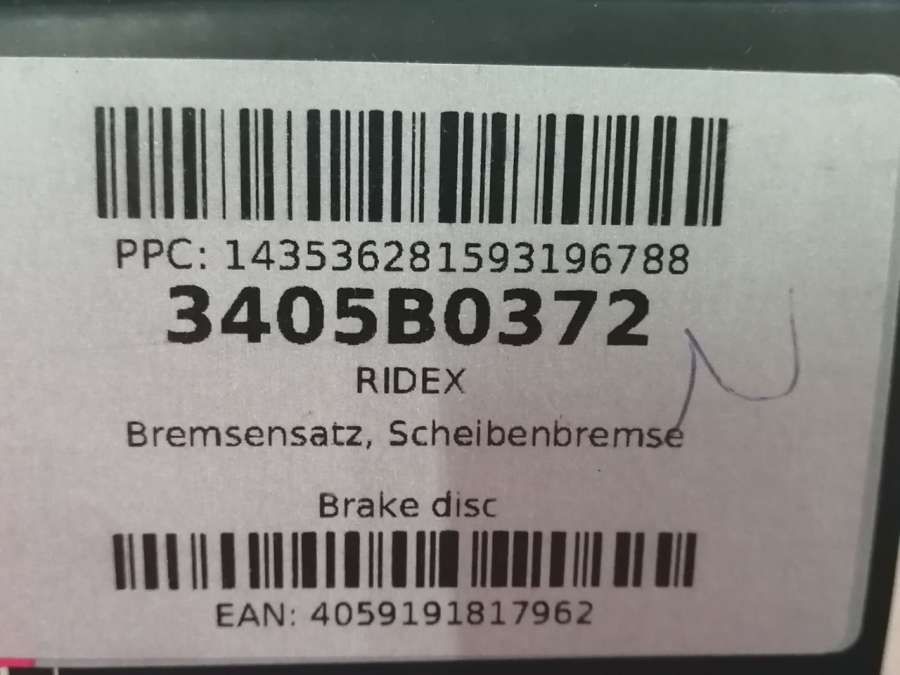 PPC: 143536281593196788
3405B0372
RIDEX
Bremsensatz, Scheibenbremse
Brake disc
EAN: 4059191817962